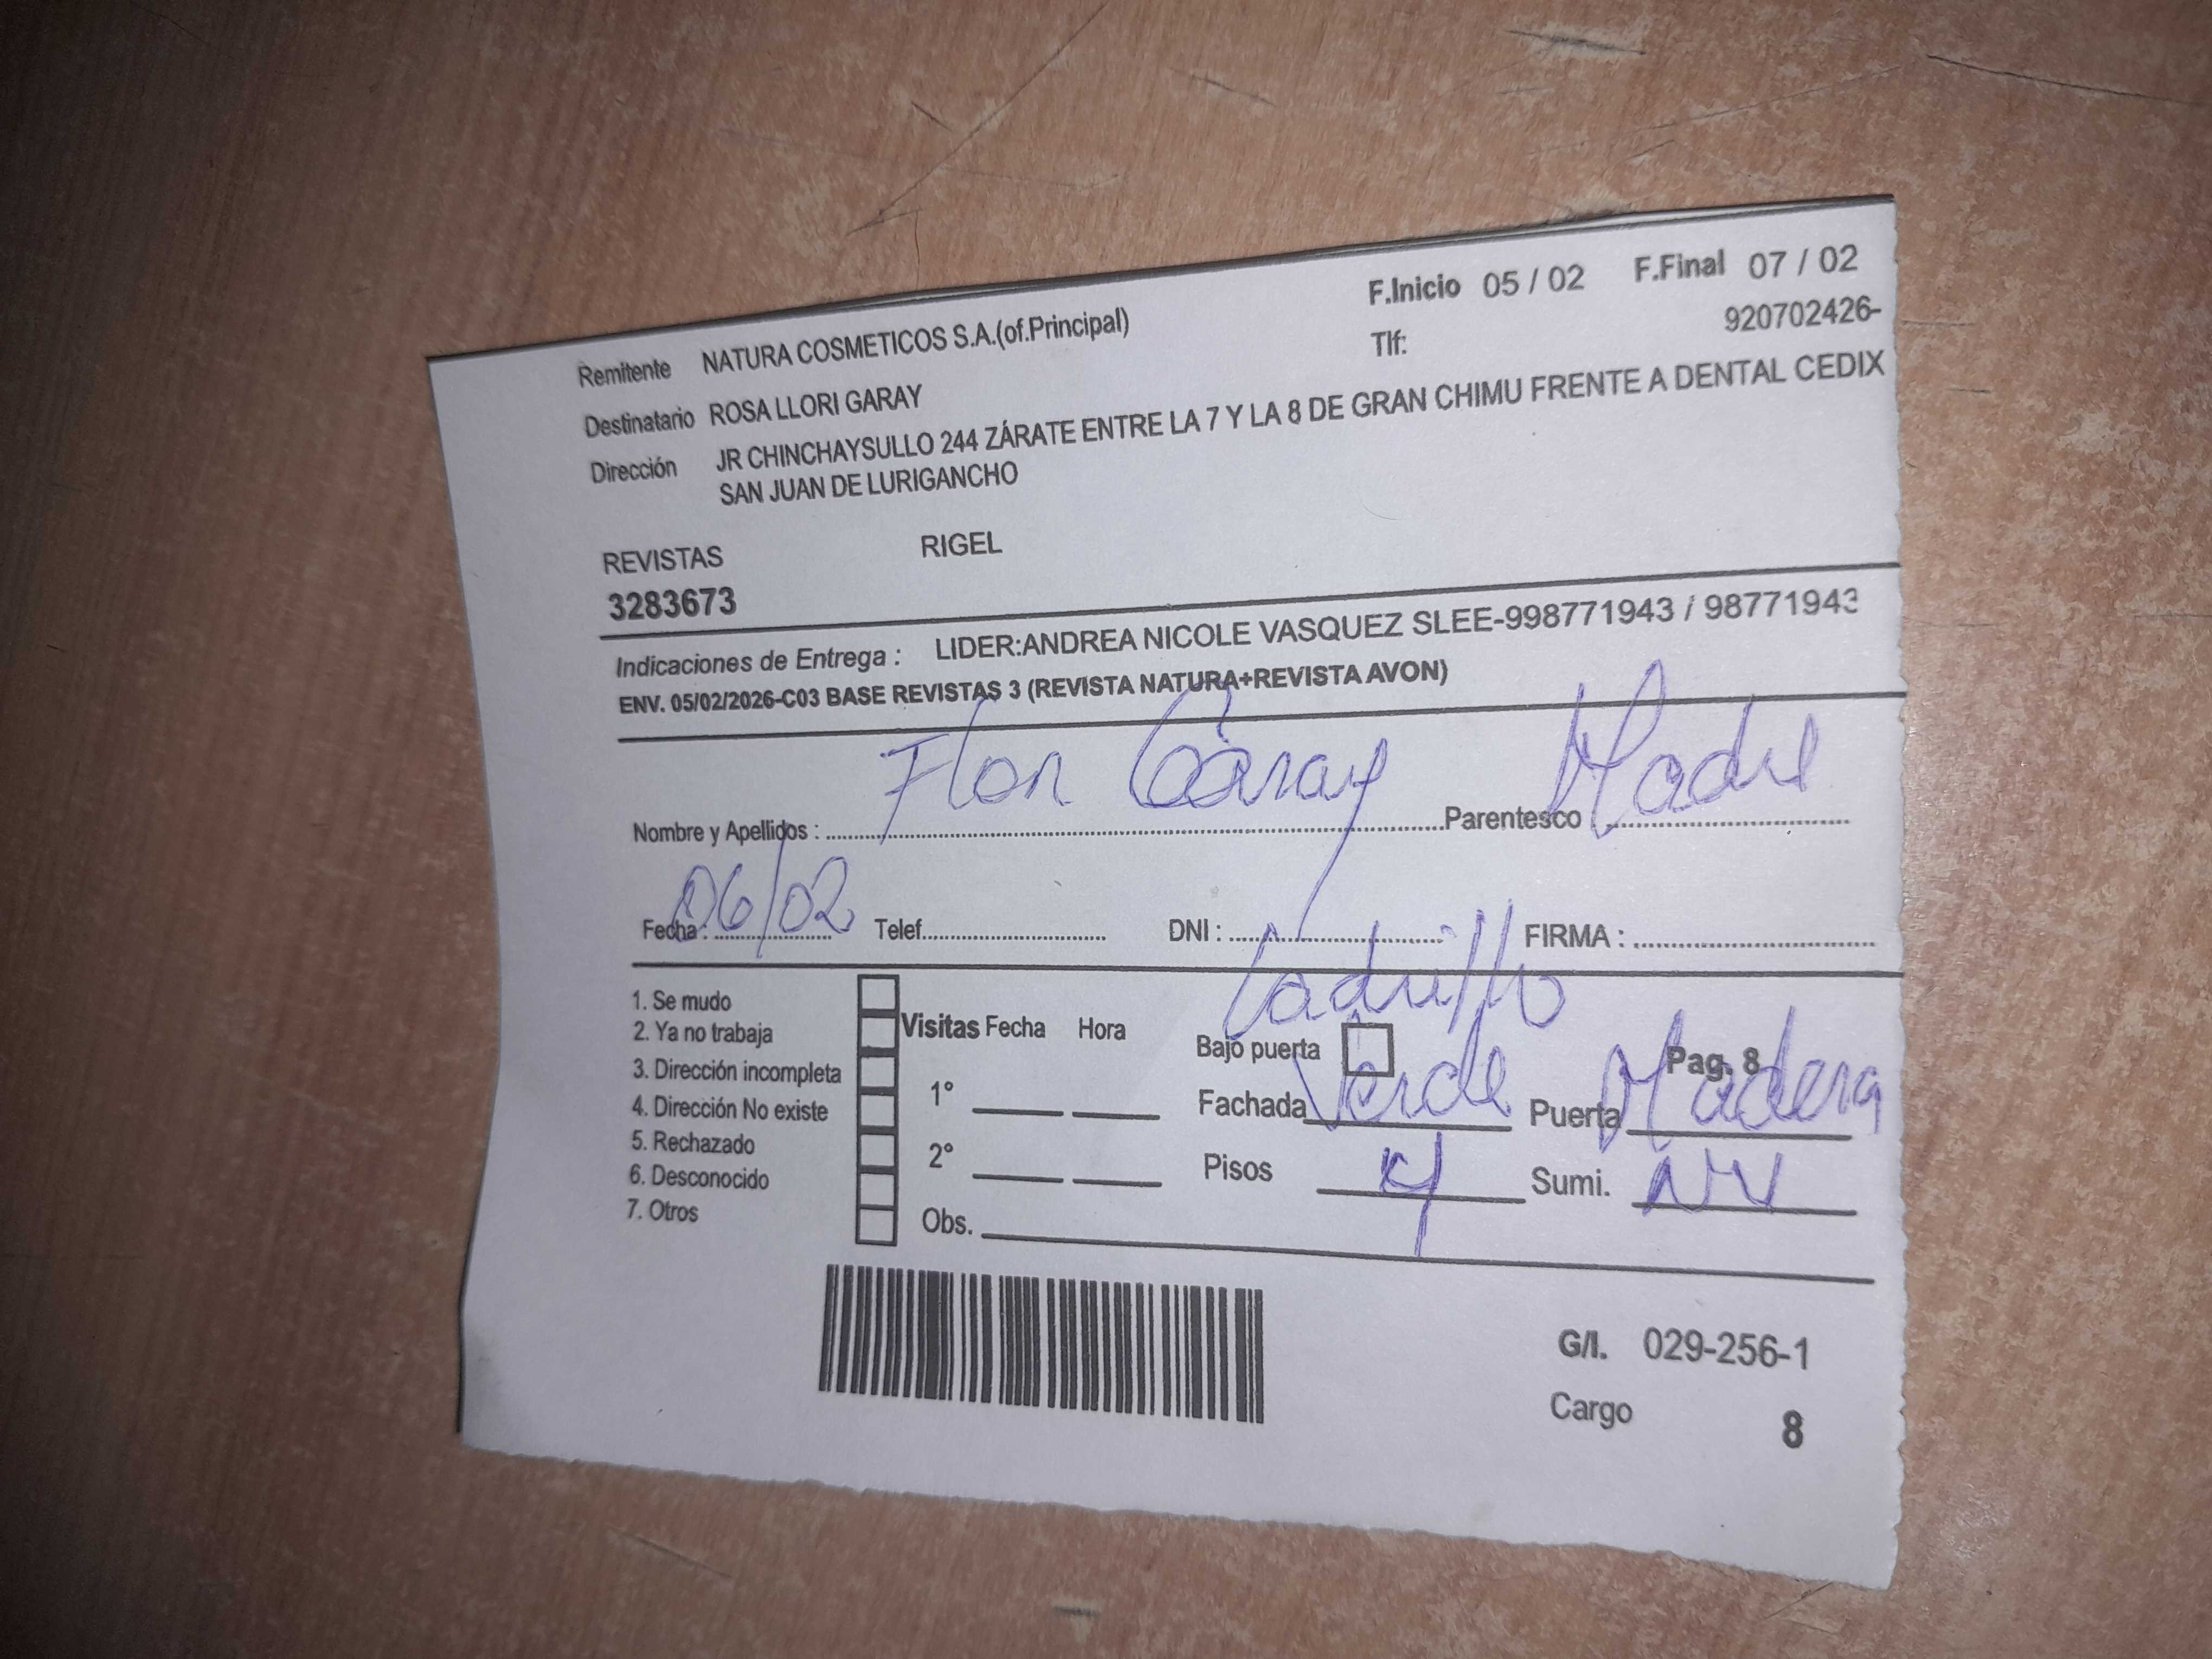 F.Inicio 05 / 02 F.Final 07 / 02
Remitente NATURA COSMETICOS S.A.(of.Principal) Tlf: 920702426-
Destinatario ROSA LLORI GARAY
Dirección JR CHINCHAYSULLO 244 ZÁRATE ENTRE LA 7 Y LA 8 DE GRAN CHIMU FRENTE A DENTAL CEDIX
SAN JUAN DE LURIGANCHO
REVISTAS RIGEL
3283673
Indicaciones de Entrega : LIDER:ANDREA NICOLE VASQUEZ SLEE-998771943 / 98771943
ENV. 05/02/2026-C03 BASE REVISTAS 3 (REVISTA NATURA+REVISTA AVON)
Nombre y Apellidos : Flor Garay Parentesco : Madre
Fecha : 06/02 Telef. DNI : FIRMA :
Ladrillo
1. Se mudo
2. Ya no trabaja
3. Dirección incompleta
4. Dirección No existe
5. Rechazado
6. Desconocido
7. Otros
Visitas Fecha Hora
1°
2°
Obs.
Bajo puerta Pag. 8
Fachada Verde Puerta Madera
Pisos 4 Sumi. NV
G/I. 029-256-1
Cargo 8